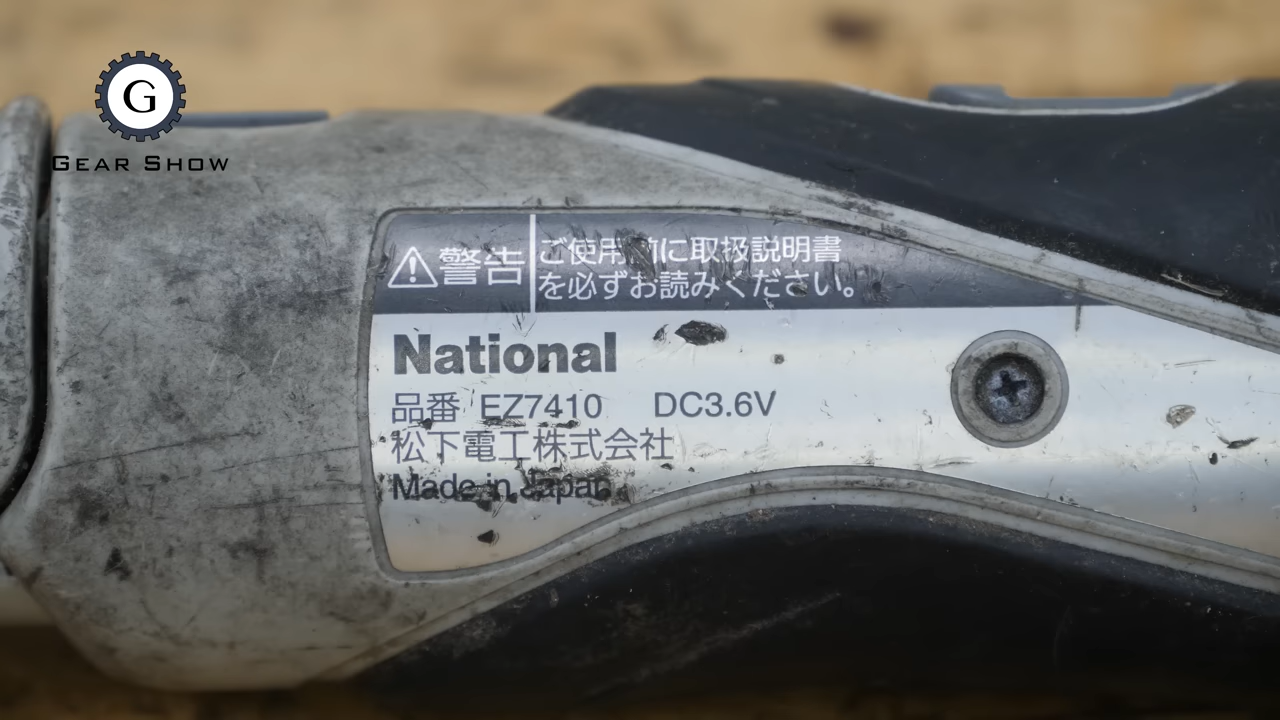 G
GEAR SHOW
警告
ご使用前に取扱説明書
を必ずお読みください。
National
品番 EZ7410 DC3.6V
松下電工株式会社
Made in Japan